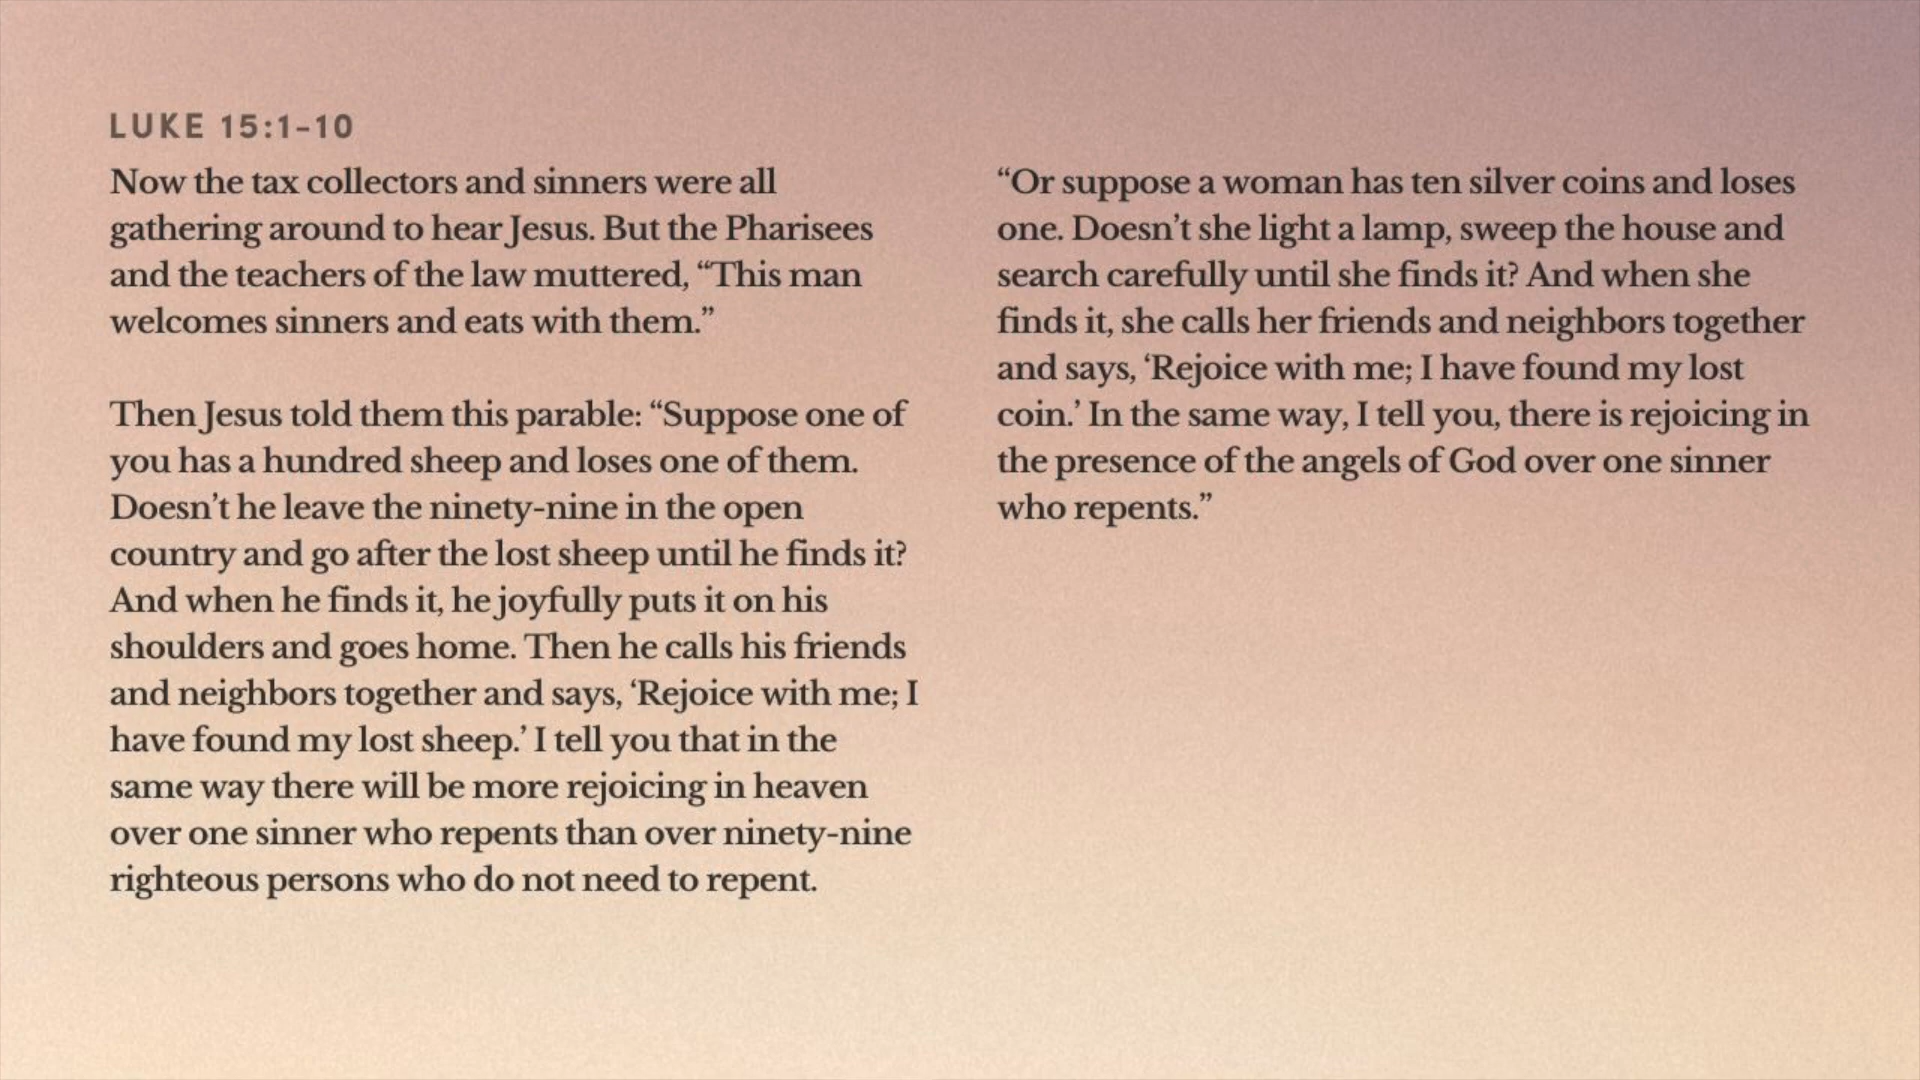 LUKE 15:1-10
Now the tax collectors and sinners were all
gathering around to hear Jesus. But the Pharisees
and the teachers of the law muttered, “This man
welcomes sinners and eats with them.”
Then Jesus told them this parable: “Suppose one of
you has a hundred sheep and loses one of them.
Doesn’t he leave the ninety-nine in the open
country and go after the lost sheep until he finds it?
And when he finds it, he joyfully puts it on his
shoulders and goes home. Then he calls his friends
and neighbors together and says, ‘Rejoice with me; I
have found my lost sheep.’ I tell you that in the
same way there will be more rejoicing in heaven
over one sinner who repents than over ninety-nine
righteous persons who do not need to repent.
“Or suppose a woman has ten silver coins and loses
one. Doesn’t she light a lamp, sweep the house and
search carefully until she finds it? And when she
finds it, she calls her friends and neighbors together
and says, ‘Rejoice with me; I have found my lost
coin.’ In the same way, I tell you, there is rejoicing in
the presence of the angels of God over one sinner
who repents.”